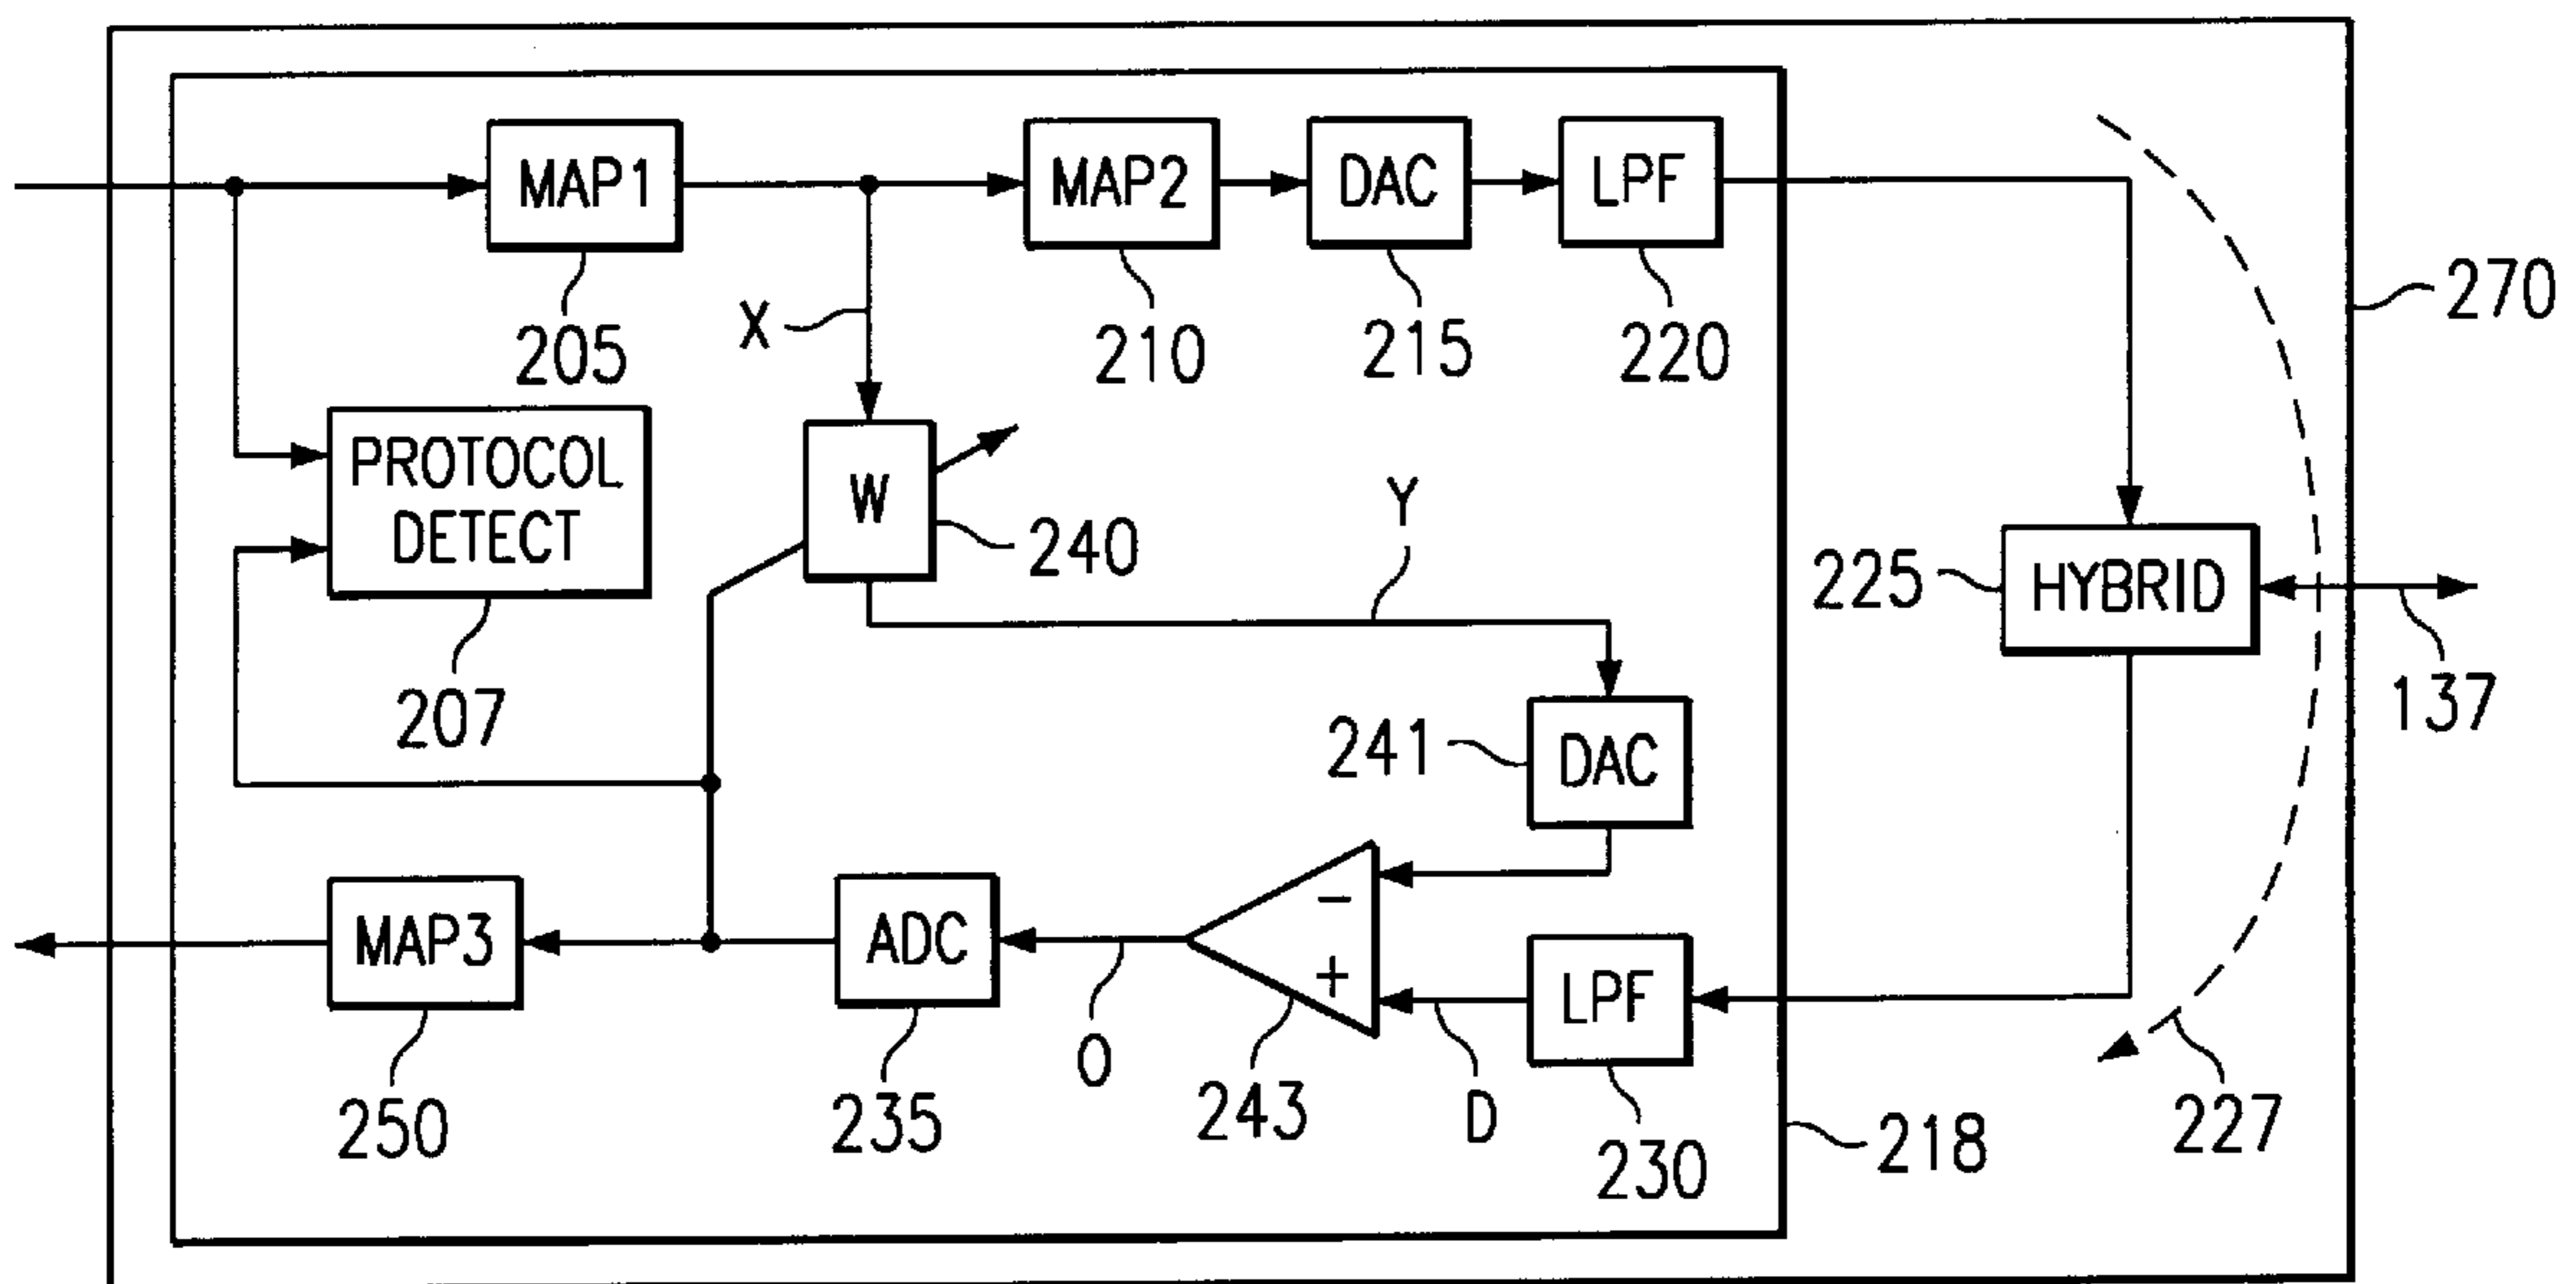 MAP1
MAP2
DAC
LPF
205
X
210
215
220
270
PROTOCOL
DETECT
207
W
240
Y
225
HYBRID
137
241
DAC
MAP3
250
ADC
235
O
−
+
243
D
LPF
230
218
227